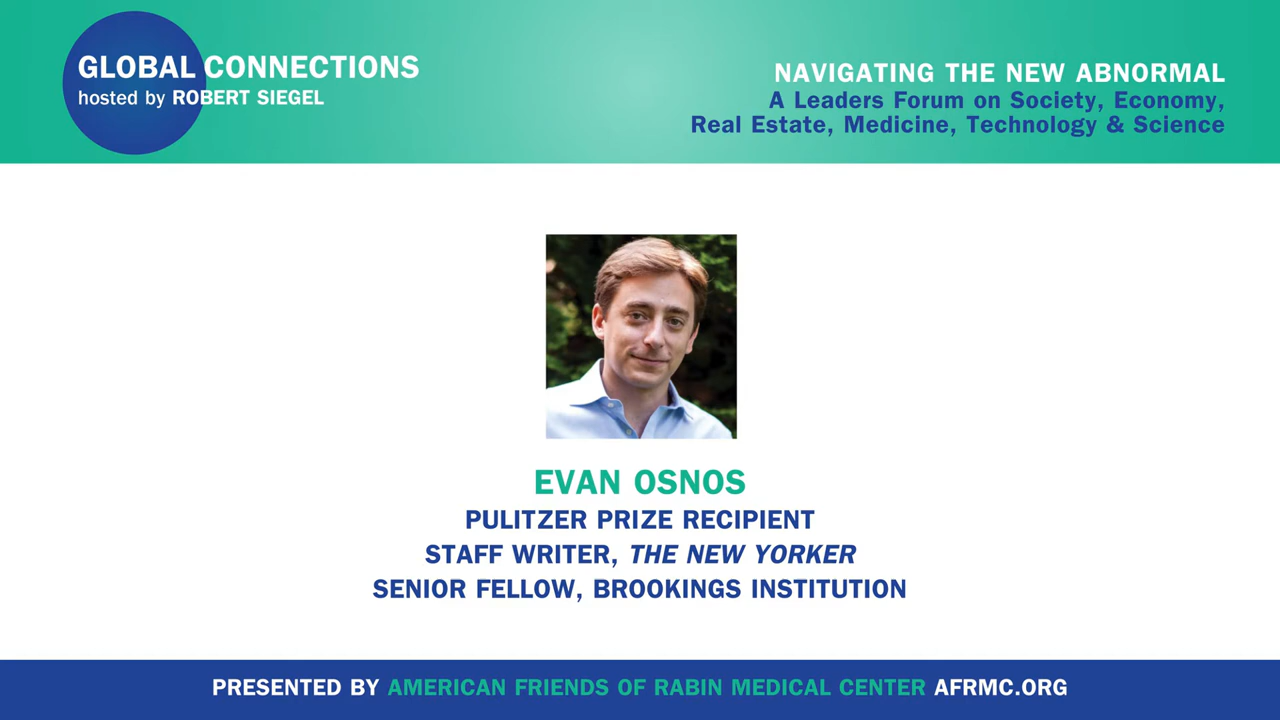 GLOBAL CONNECTIONS
hosted by ROBERT SIEGEL
NAVIGATING THE NEW ABNORMAL
A Leaders Forum on Society, Economy,
Real Estate, Medicine, Technology & Science
EVAN OSNOS
PULITZER PRIZE RECIPIENT
STAFF WRITER, THE NEW YORKER
SENIOR FELLOW, BROOKINGS INSTITUTION
PRESENTED BY AMERICAN FRIENDS OF RABIN MEDICAL CENTER AFRMC.ORG